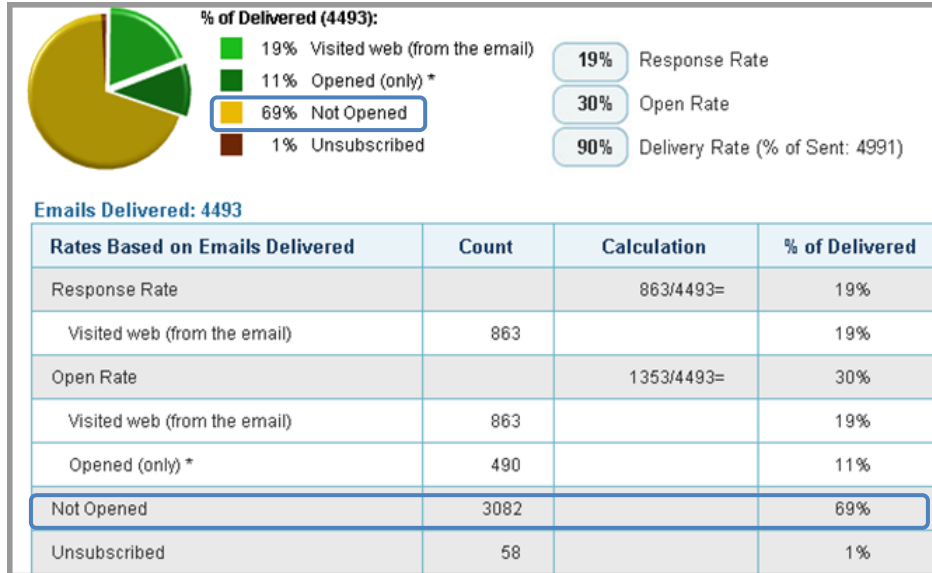 % of Delivered (4493):
19% Visited web (from the email)
11% Opened (only) *
69% Not Opened
1% Unsubscribed
19% Response Rate
30% Open Rate
90% Delivery Rate (% of Sent: 4991)
Emails Delivered: 4493
Rates Based on Emails Delivered Count Calculation % of Delivered
Response Rate 863/4493= 19%
Visited web (from the email) 863 19%
Open Rate 1353/4493= 30%
Visited web (from the email) 863 19%
Opened (only) * 490 11%
Not Opened 3082 69%
Unsubscribed 58 1%